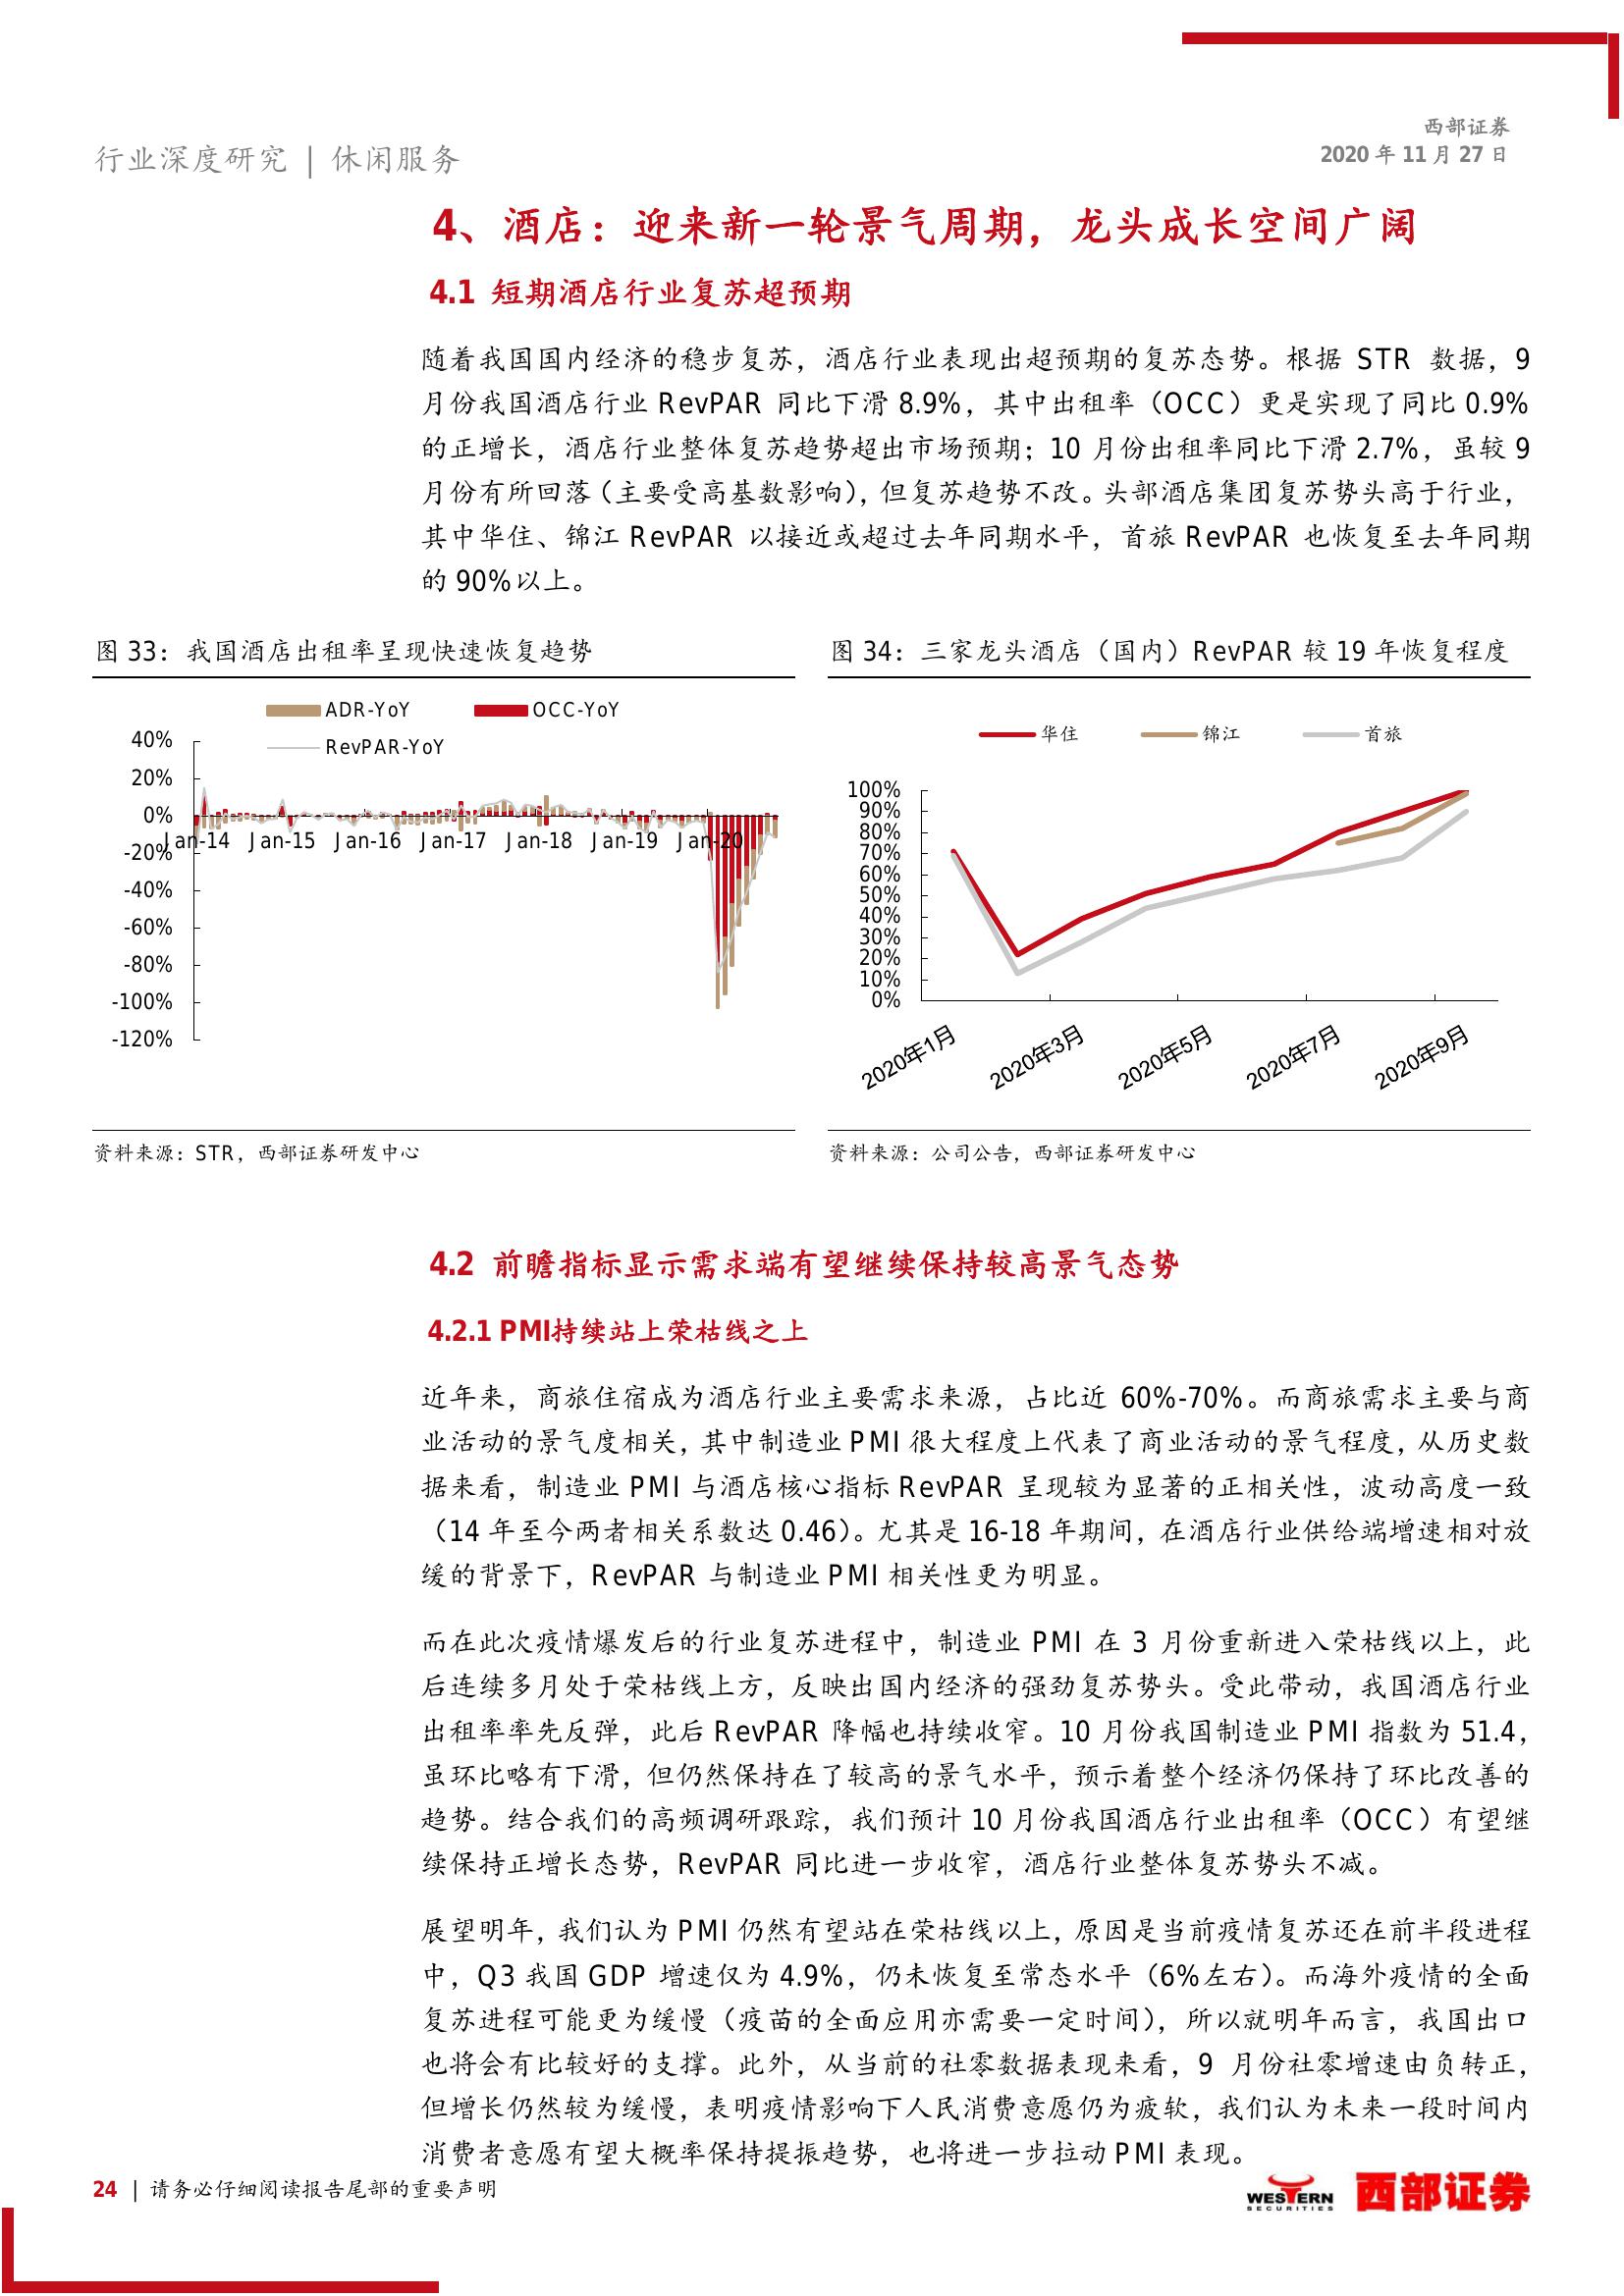 西部证券
2020 年 11 月 27 日
行业深度研究 | 休闲服务
4、酒店：迎来新一轮景气周期，龙头成长空间广阔
4.1 短期酒店行业复苏超预期
随着我国国内经济的稳步复苏，酒店行业表现出超预期的复苏态势。根据 STR 数据，9
月份我国酒店行业 RevPAR 同比下滑 8.9%，其中出租率（OCC）更是实现了同比 0.9%
的正增长，酒店行业整体复苏趋势超出市场预期；10 月份出租率同比下滑 2.7%，虽较 9
月份有所回落（主要受高基数影响），但复苏趋势不改。头部酒店集团复苏势头高于行业，
其中华住、锦江 RevPAR 以接近或超过去年同期水平，首旅 RevPAR 也恢复至去年同期
的 90%以上。
图 33：我国酒店出租率呈现快速恢复趋势
ADR-YoY OCC-YoY
RevPAR-YoY
40%
20%
0%
-20%
-40%
-60%
-80%
-100%
-120%
Jan-14 Jan-15 Jan-16 Jan-17 Jan-18 Jan-19 Jan-20
资料来源：STR，西部证券研发中心
图 34：三家龙头酒店（国内）RevPAR 较 19 年恢复程度
华住 锦江 首旅
100%
90%
80%
70%
60%
50%
40%
30%
20%
10%
0%
2020年1月 2020年3月 2020年5月 2020年7月 2020年9月
资料来源：公司公告，西部证券研发中心
4.2 前瞻指标显示需求端有望继续保持较高景气态势
4.2.1 PMI持续站上荣枯线之上
近年来，商旅住宿成为酒店行业主要需求来源，占比近 60%-70%。而商旅需求主要与商
业活动的景气度相关，其中制造业 PMI 很大程度上代表了商业活动的景气程度，从历史数
据来看，制造业 PMI 与酒店核心指标 RevPAR 呈现较为显著的正相关性，波动高度一致
（14 年至今两者相关系数达 0.46）。尤其是 16-18 年期间，在酒店行业供给端增速相对放
缓的背景下，RevPAR 与制造业 PMI 相关性更为明显。
而在此次疫情爆发后的行业复苏进程中，制造业 PMI 在 3 月份重新进入荣枯线以上，此
后连续多月处于荣枯线上方，反映出国内经济的强劲复苏势头。受此带动，我国酒店行业
出租率率先反弹，此后 RevPAR 降幅也持续收窄。10 月份我国制造业 PMI 指数为 51.4，
虽环比略有下滑，但仍然保持在了较高的景气水平，预示着整个经济仍保持了环比改善的
趋势。结合我们的高频调研跟踪，我们预计 10 月份我国酒店行业出租率（OCC）有望继
续保持正增长态势，RevPAR 同比进一步收窄，酒店行业整体复苏势头不减。
展望明年，我们认为 PMI 仍然有望站在荣枯线以上，原因是当前疫情复苏还在前半段进程
中，Q3 我国 GDP 增速仅为 4.9%，仍未恢复至常态水平（6%左右）。而海外疫情的全面
复苏进程可能更为缓慢（疫苗的全面应用亦需要一定时间），所以就明年而言，我国出口
也将会有比较好的支撑。此外，从当前的社零数据表现来看，9 月份社零增速由负转正，
但增长仍然较为缓慢，表明疫情影响下人民消费意愿仍为疲软，我们认为未来一段时间内
消费者意愿有望大概率保持提振趋势，也将进一步拉动 PMI 表现。
24 | 请务必仔细阅读报告尾部的重要声明
WESTERN
SECURITIES
西部证券